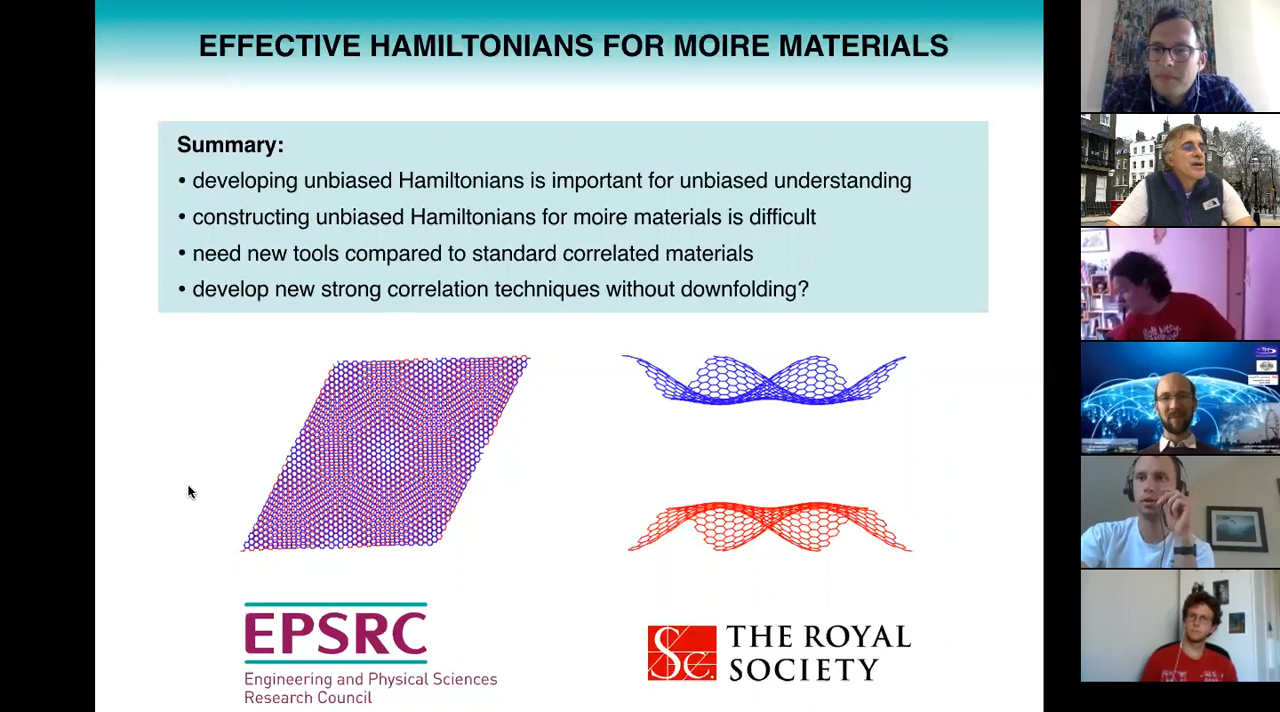 EFFECTIVE HAMILTONIANS FOR MOIRE MATERIALS
Summary:
• developing unbiased Hamiltonians is important for unbiased understanding
• constructing unbiased Hamiltonians for moire materials is difficult
• need new tools compared to standard correlated materials
• develop new strong correlation techniques without downfolding?
EPSRC
Engineering and Physical Sciences
Research Council
THE ROYAL
SOCIETY